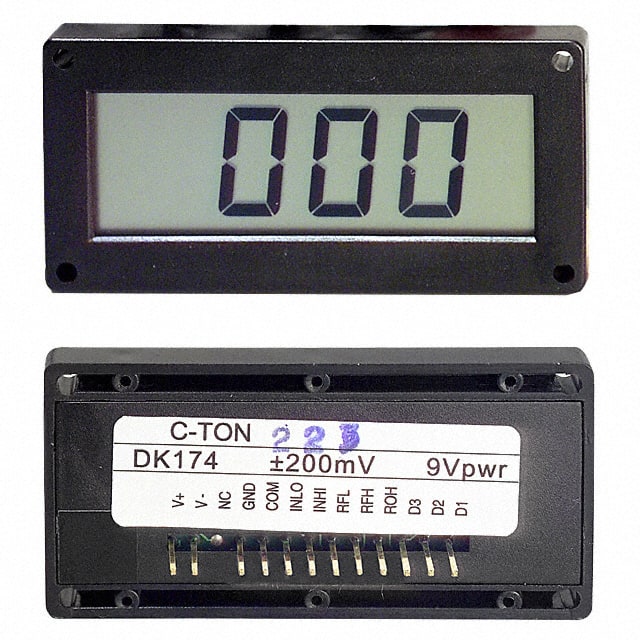 000
C-TON 223
DK174 ±200mV 9Vpwr
V+ V- NC GND COM INLO INHI RFL RFH ROH D3 D2 D1